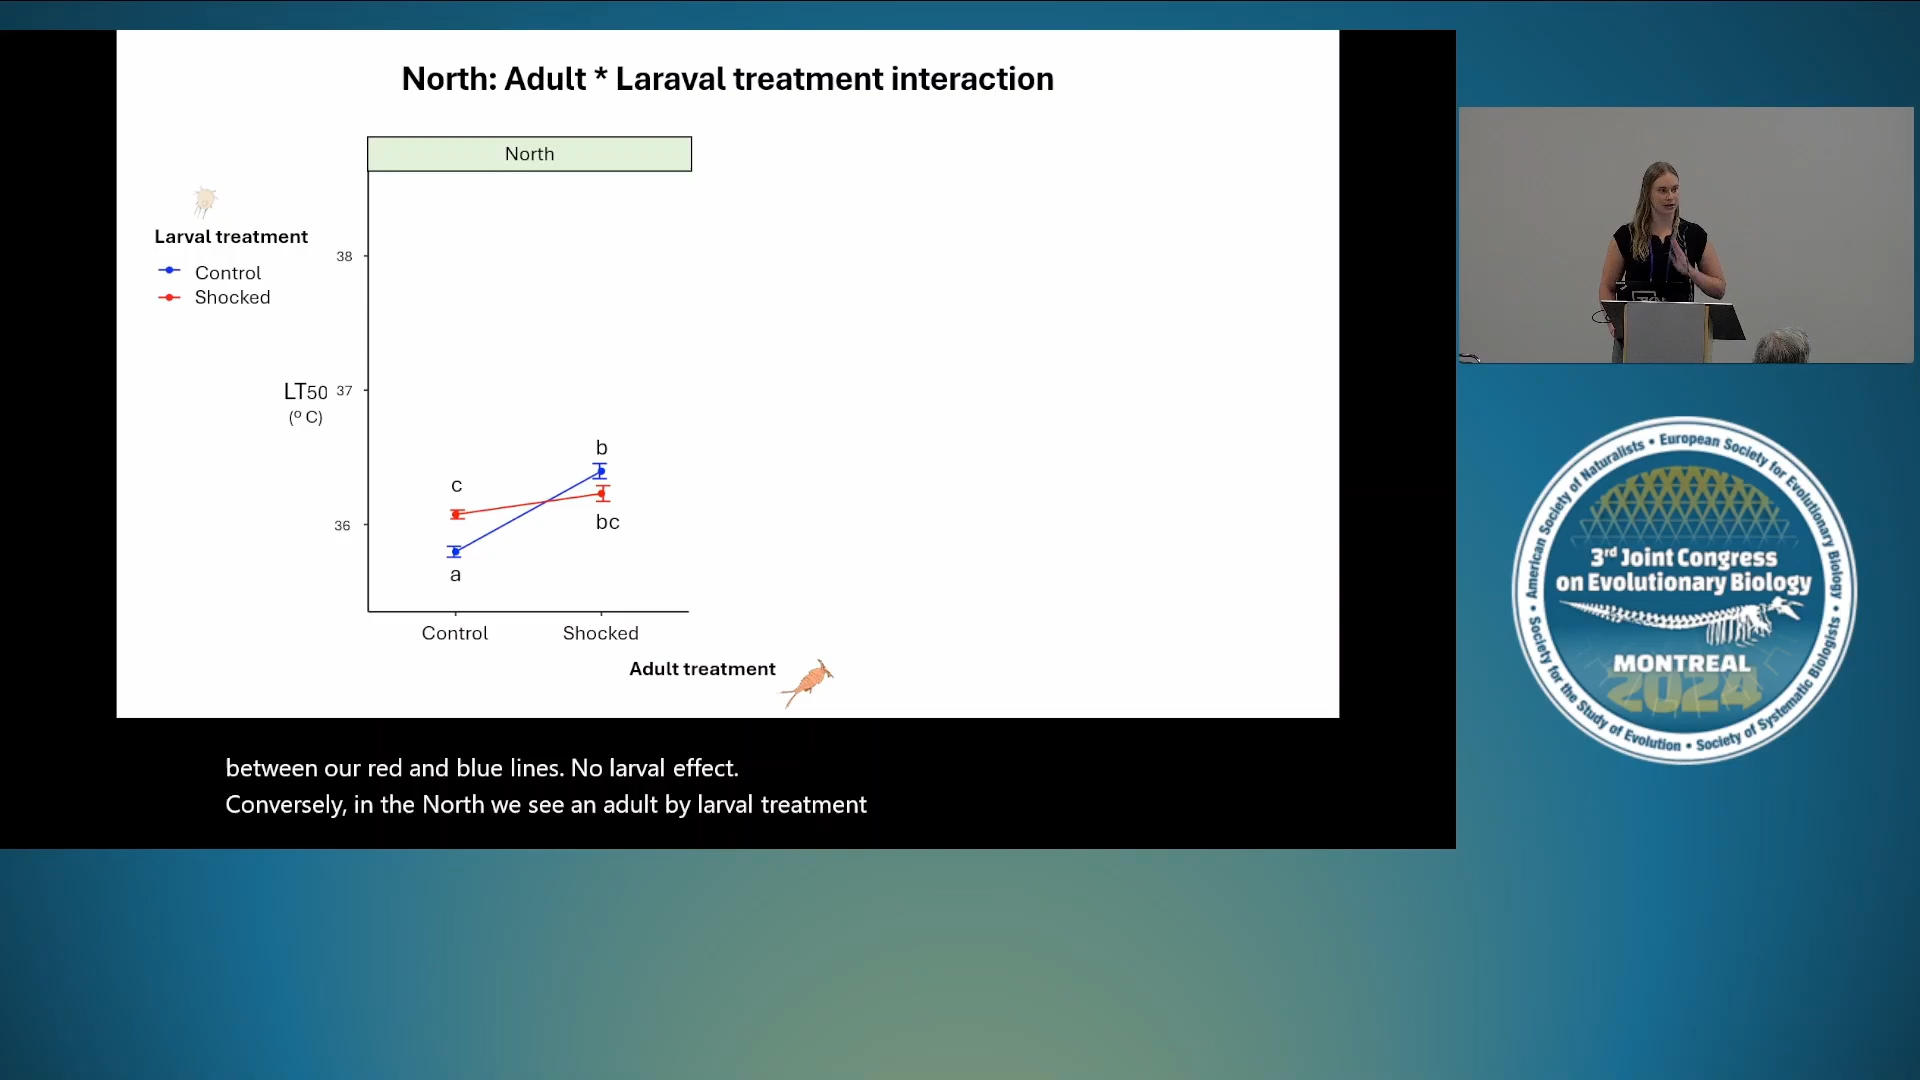 North: Adult * Laraval treatment interaction
North
Larval treatment
Control
Shocked
38
37
36
LT50
(º C)
c
b
bc
a
Control
Shocked
Adult treatment
between our red and blue lines. No larval effect.
Conversely, in the North we see an adult by larval treatment
American Society of Naturalists • European Society for Evolutionary Biology •
Society for the Study of Evolution • Society of Systematic Biologists •
3rd Joint Congress
on Evolutionary Biology
MONTREAL
2024